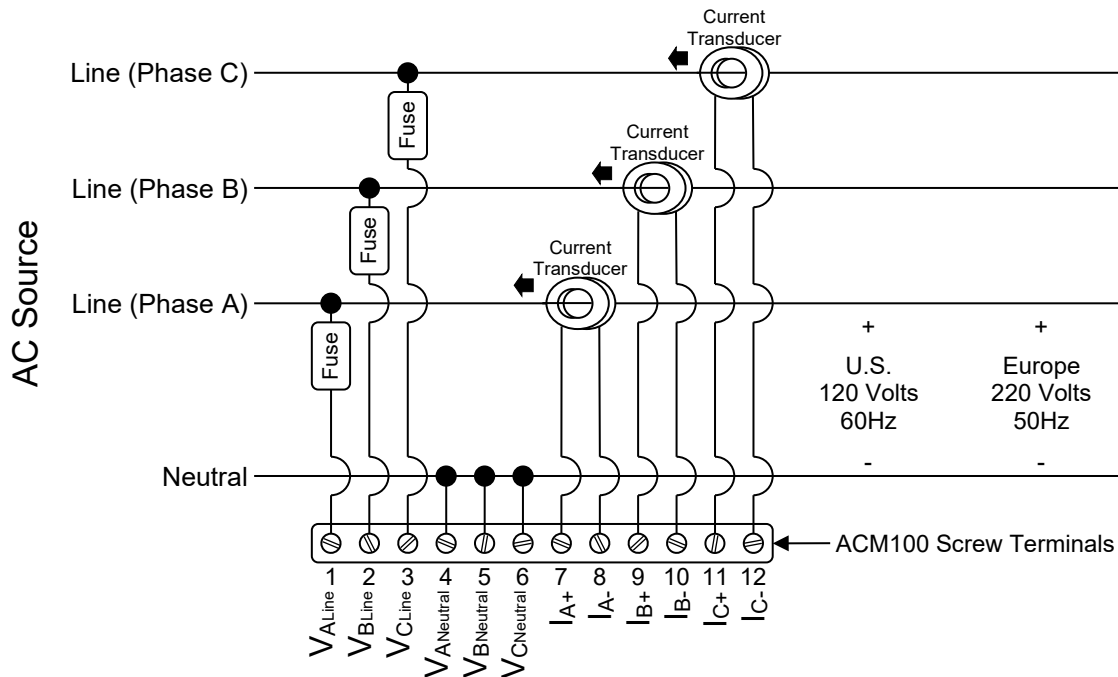 Current
Transducer
Line (Phase C)
Fuse
Current
Transducer
Line (Phase B)
Fuse
Current
Transducer
Line (Phase A)
Fuse
AC Source
+
U.S.
120 Volts
60Hz
-
+
Europe
220 Volts
50Hz
-
Neutral
ACM100 Screw Terminals
1 2 3 4 5 6 7 8 9 10 11 12
VALine
VBLine
VCLine
VANeutral
VBNeutral
VCNeutral
IA+
IA-
IB+
IB-
IC+
IC-